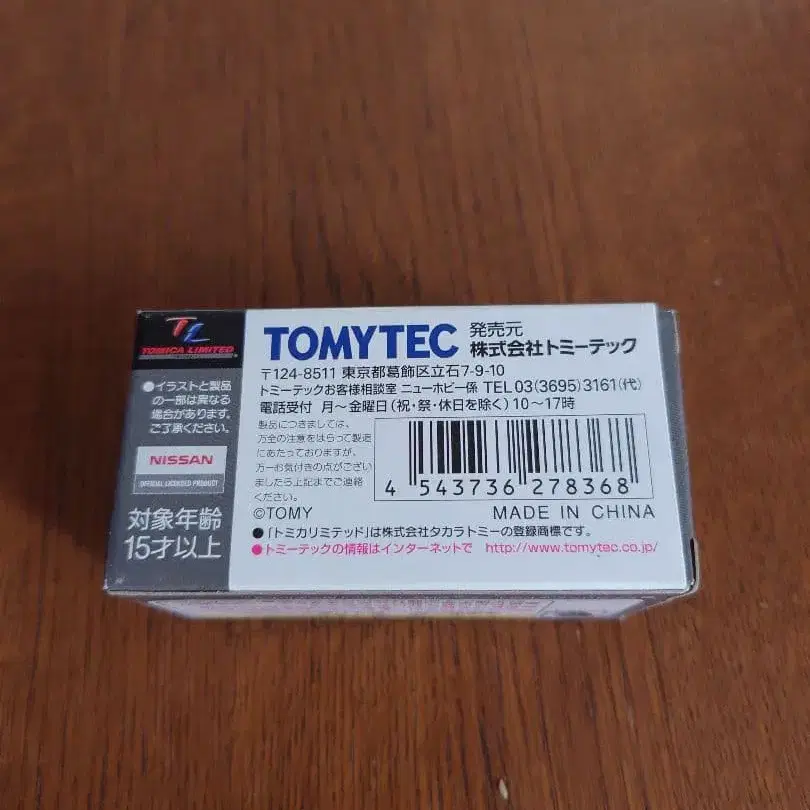 TL
TOMICA LIMITED
●イラストと製品
の一部は異なる
場合があります。
ご了承ください。
NISSAN
OFFICIAL LICENSED PRODUCT
対象年齢
15才以上
TOMYTEC 発売元
株式会社トミーテック
〒124-8511 東京都葛飾区立石7-9-10
トミーテックお客様相談室 ニューホビー係 TEL 03(3695)3161(代)
電話受付 月〜金曜日(祝・祭・休日を除く)10〜17時
製品につきましては、
万全の注意をはらって製造
にあたっておりますが、
万一お気付きの点がござい
ましたら上記までご連絡
ください。
4 543736 278368
©TOMY MADE IN CHINA
●「トミカリミテッド」は株式会社タカラトミーの登録商標です。
●トミーテックの情報はインターネットで http://www.tomytec.co.jp/